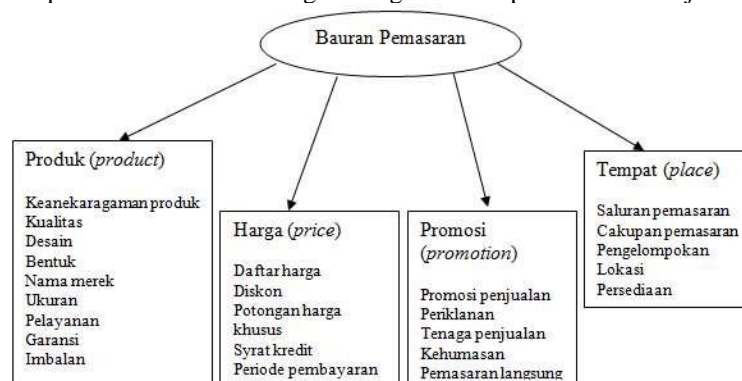 Bauran Pemasaran
Produk (product)
Keanekaragaman produk
Kualitas
Desain
Bentuk
Nama merek
Ukuran
Pelayanan
Garansi
Imbalan
Harga (price)
Daftar harga
Diskon
Potongan harga
khusus
Syrat kredit
Periode pembayaran
Promosi
(promotion)
Promosi penjualan
Periklanan
Tenaga penjualan
Kehumasan
Pemasaran langsung
Tempat (place)
Saluran pemasaran
Cakupan pemasaran
Pengelompokan
Lokasi
Persediaan